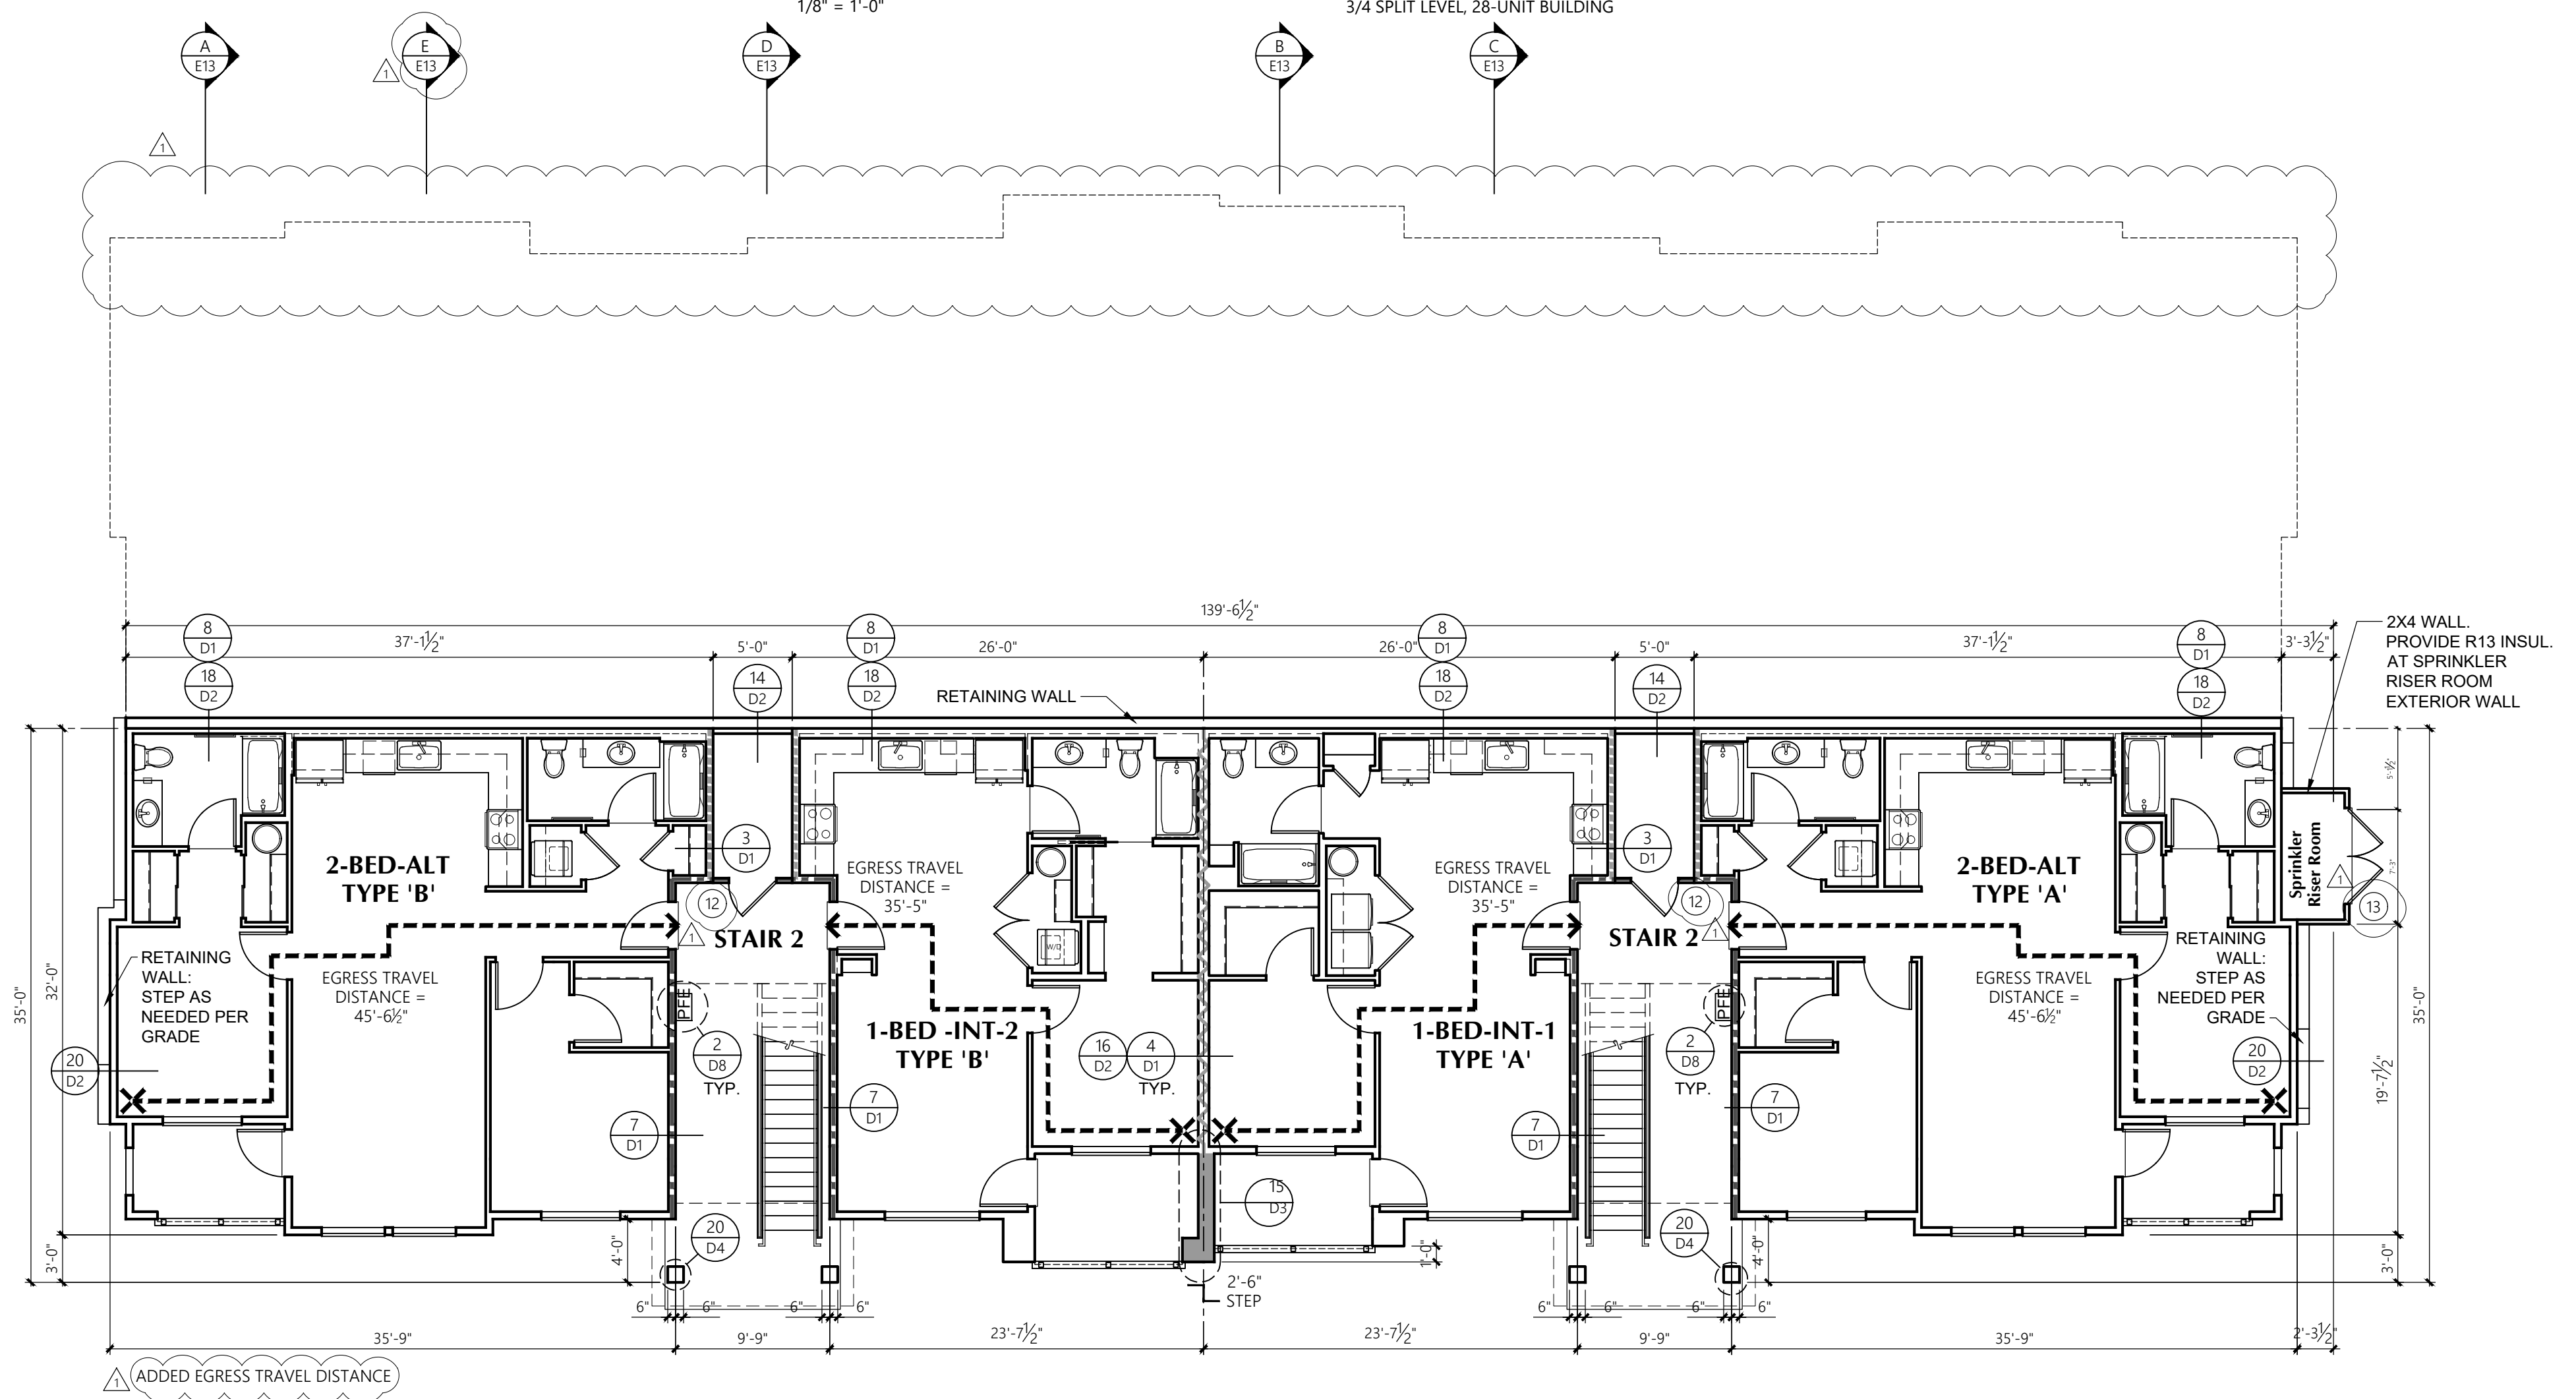 1/8" = 1'-0"
3/4 SPLIT LEVEL, 28-UNIT BUILDING
A
E13
E
E13
1
D
E13
B
E13
C
E13
1
139'-6½"
8
D1
37'-1½"
5'-0"
8
D1
26'-0"
26'-0"
8
D1
5'-0"
37'-1½"
8
D1
3'-3½"
2X4 WALL.
PROVIDE R13 INSUL.
AT SPRINKLER
RISER ROOM
EXTERIOR WALL
18
D2
14
D2
18
D2
RETAINING WALL
18
D2
14
D2
18
D2
5'-1½"
7'-3"
3
D1
3
D1
2-BED-ALT
TYPE 'B'
EGRESS TRAVEL
DISTANCE =
35'-5"
EGRESS TRAVEL
DISTANCE =
35'-5"
2-BED-ALT
TYPE 'A'
Sprinkler
Riser Room
1
13
12
1
STAIR 2
12
1
STAIR 2
W/D
RETAINING
WALL:
STEP AS
NEEDED PER
GRADE
EGRESS TRAVEL
DISTANCE =
45'-6½"
EGRESS TRAVEL
DISTANCE =
45'-6½"
RETAINING
WALL:
STEP AS
NEEDED PER
GRADE
35'-0"
32'-0"
35'-0"
19'-7½"
PFE
PFE
1-BED -INT-2
TYPE 'B'
1-BED-INT-1
TYPE 'A'
20
D2
2
D8
TYP.
16
D2
4
D1
TYP.
2
D8
TYP.
20
D2
7
D1
7
D1
7
D1
7
D1
15
D3
20
D4
20
D4
3'-0"
4'-0"
1'-0"
4'-0"
3'-0"
2'-6"
STEP
6"
6"
6"
6"
6"
6"
6"
6"
35'-9"
9'-9"
23'-7½"
23'-7½"
9'-9"
35'-9"
2'-3½"
1
ADDED EGRESS TRAVEL DISTANCE